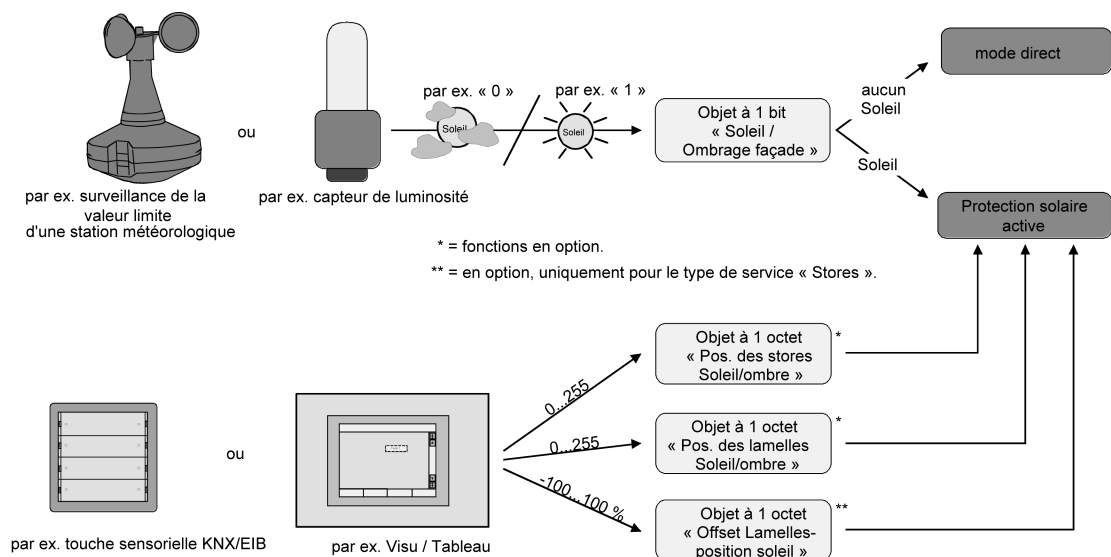 par ex. « 0 »
par ex. « 1 »
mode direct
aucun
Soleil
ou
Soleil
Soleil
Objet à 1 bit
« Soleil /
Ombrage façade »
Soleil
par ex. surveillance de la
valeur limite
d'une station météorologique
par ex. capteur de luminosité
Protection solaire
active
* = fonctions en option.
** = en option, uniquement pour le type de service « Stores ».
Objet à 1 octet
« Pos. des stores
Soleil/ombre »
*
0...255
Objet à 1 octet
« Pos. des lamelles
Soleil/ombre »
*
0...255
ou
-100...100 %
Objet à 1 octet
« Offset Lamelles-
position soleil »
**
par ex. touche sensorielle KNX/EIB
par ex. Visu / Tableau